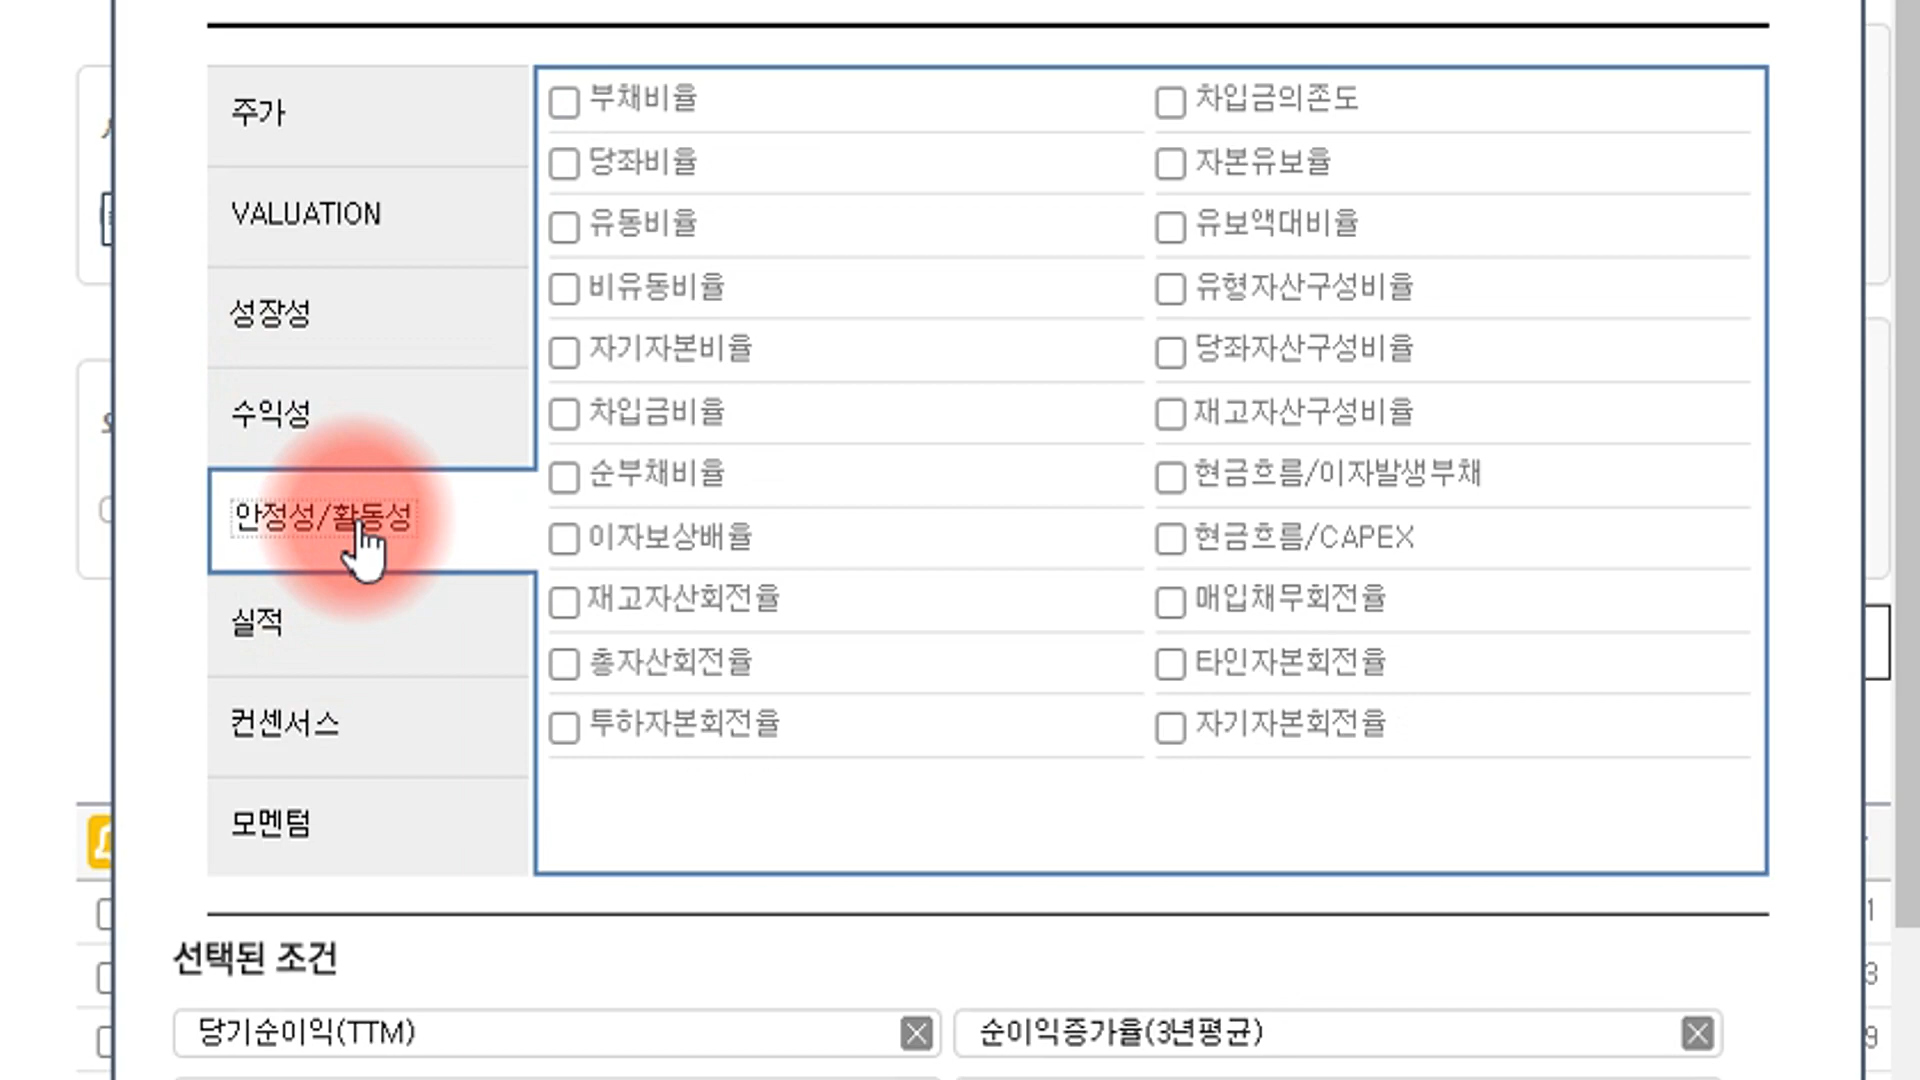 주가
VALUATION
성장성
수익성
안정성/활동성
실적
컨센서스
모멘텀
부채비율 차입금의존도
당좌비율 자본유보율
유동비율 유보액대비율
비유동비율 유형자산구성비율
자기자본비율 당좌자산구성비율
차입금비율 재고자산구성비율
순부채비율 현금흐름/이자발생부채
이자보상배율 현금흐름/CAPEX
재고자산회전율 매입채무회전율
총자산회전율 타인자본회전율
투하자본회전율 자기자본회전율
선택된 조건
당기순이익(TTM) 순이익증가율(3년평균)
1
3
9